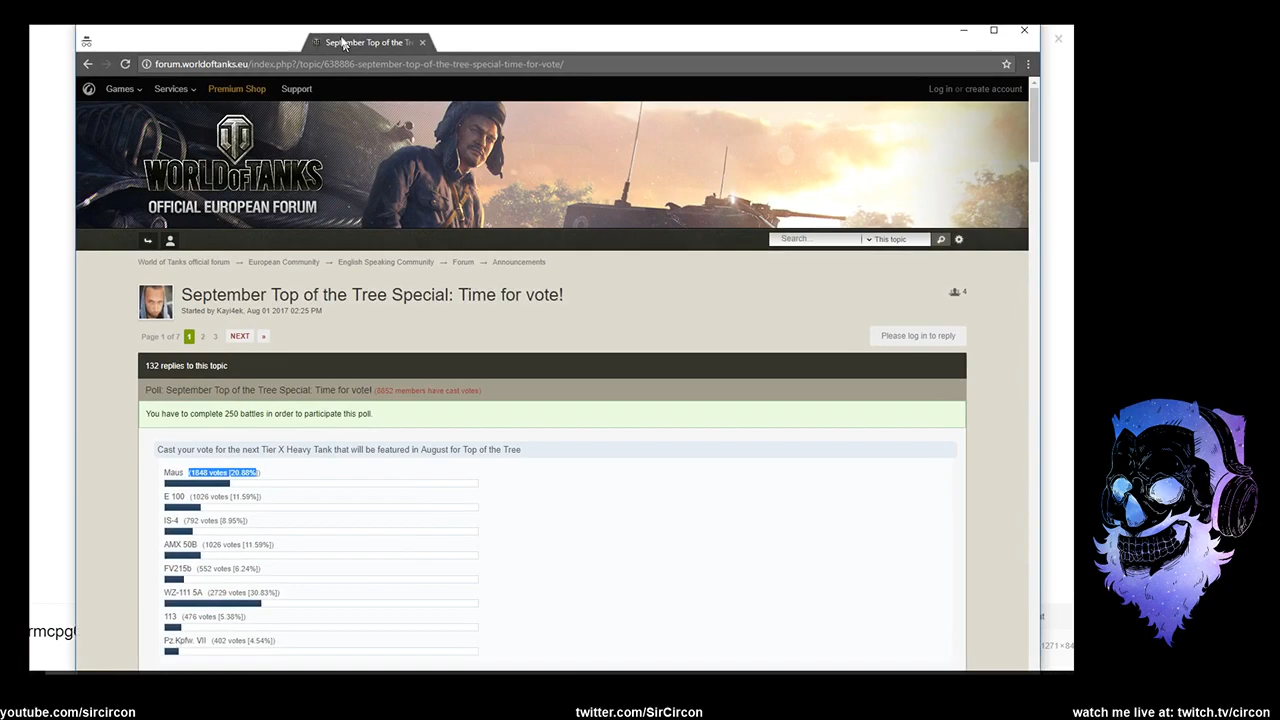 September Top of the Tr
forum.worldoftanks.eu/index.php?/topic/638886-september-top-of-the-tree-special-time-for-vote/
Games Services Premium Shop Support Log in or create account
WORLD OF TANKS
OFFICIAL EUROPEAN FORUM
Search... This topic
World of Tanks official forum → European Community → English Speaking Community → Forum → Announcements
September Top of the Tree Special: Time for vote!
4
Started by Kayi4ek, Aug 01 2017 02:25 PM
Page 1 of 7 1 2 3 NEXT »
Please log in to reply
132 replies to this topic
Poll: September Top of the Tree Special: Time for vote! (8852 members have cast votes)
You have to complete 250 battles in order to participate this poll.
Cast your vote for the next Tier X Heavy Tank that will be featured in August for Top of the Tree
Maus (1848 votes [20.88%])
E 100 (1026 votes [11.59%])
IS-4 (792 votes [8.95%])
AMX 50B (1026 votes [11.59%])
FV215b (552 votes [6.24%])
WZ-111 5A (2729 votes [30.83%])
113 (476 votes [5.38%])
Pz.Kpfw. VII (402 votes [4.54%])
youtube.com/sircircon
twitter.com/SirCircon
watch me live at: twitch.tv/circon